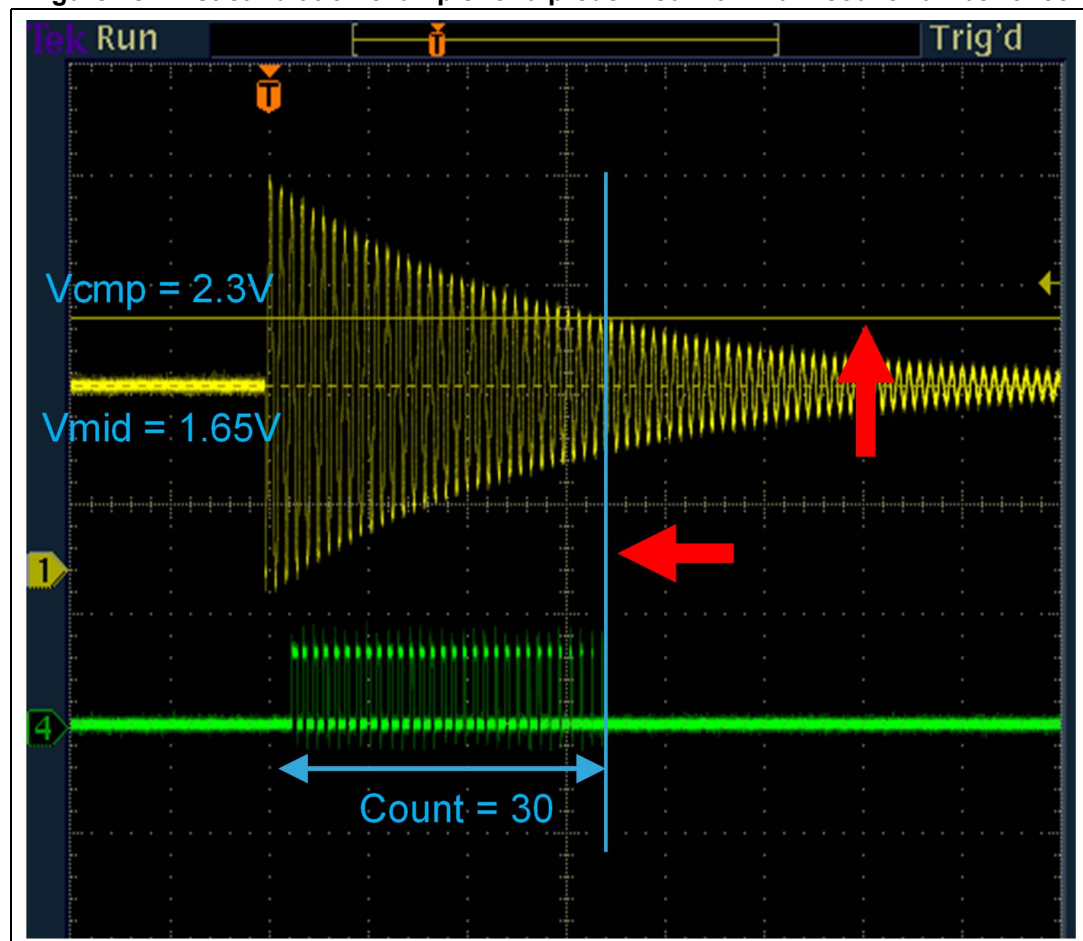 Tek Run Trig'd
T
T
Vcmp = 2.3V
Vmid = 1.65V
1
4
Count = 30